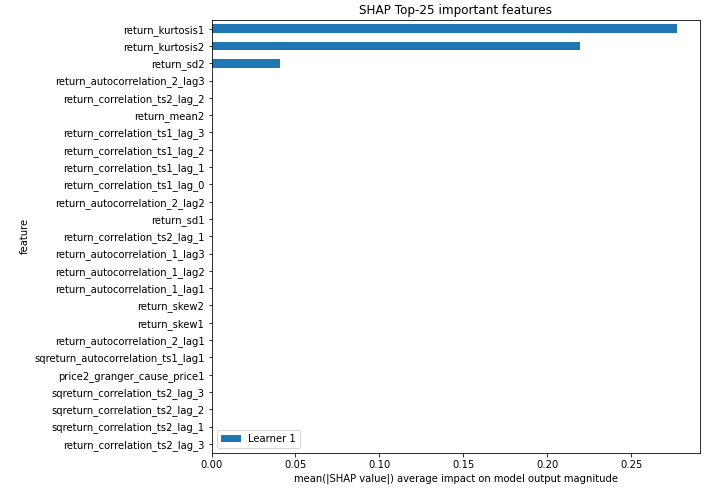 SHAP Top-25 important features
return_kurtosis1
return_kurtosis2
return_sd2
return_autocorrelation_2_lag3
return_correlation_ts2_lag_2
return_mean2
return_correlation_ts1_lag_3
return_correlation_ts1_lag_2
return_correlation_ts1_lag_1
return_correlation_ts1_lag_0
return_autocorrelation_2_lag2
return_sd1
return_correlation_ts2_lag_1
return_autocorrelation_1_lag3
return_autocorrelation_1_lag2
return_autocorrelation_1_lag1
return_skew2
return_skew1
return_autocorrelation_2_lag1
sqreturn_autocorrelation_ts1_lag1
price2_granger_cause_price1
sqreturn_correlation_ts2_lag_3
sqreturn_correlation_ts2_lag_2
sqreturn_correlation_ts2_lag_1
return_correlation_ts2_lag_3
feature
Learner 1
0.00 0.05 0.10 0.15 0.20 0.25
mean(|SHAP value|) average impact on model output magnitude